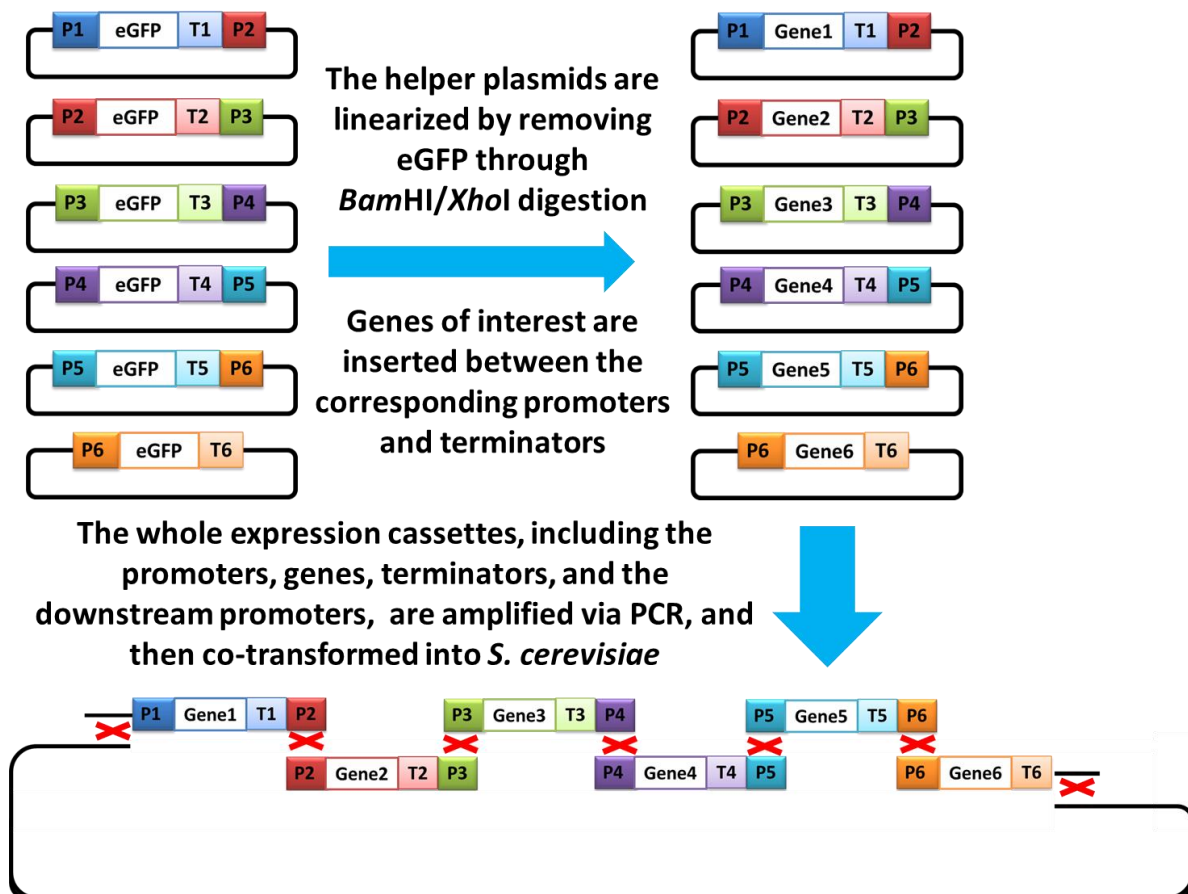 P1 eGFP T1 P2
P2 eGFP T2 P3
P3 eGFP T3 P4
P4 eGFP T4 P5
P5 eGFP T5 P6
P6 eGFP T6
The helper plasmids are
linearized by removing
eGFP through
BamHI/XhoI digestion
Genes of interest are
inserted between the
corresponding promoters
and terminators
P1 Gene1 T1 P2
P2 Gene2 T2 P3
P3 Gene3 T3 P4
P4 Gene4 T4 P5
P5 Gene5 T5 P6
P6 Gene6 T6
The whole expression cassettes, including the
promoters, genes, terminators, and the
downstream promoters, are amplified via PCR, and
then co-transformed into S. cerevisiae
P1 Gene1 T1 P2
P3 Gene3 T3 P4
P5 Gene5 T5 P6
P2 Gene2 T2 P3
P4 Gene4 T4 P5
P6 Gene6 T6